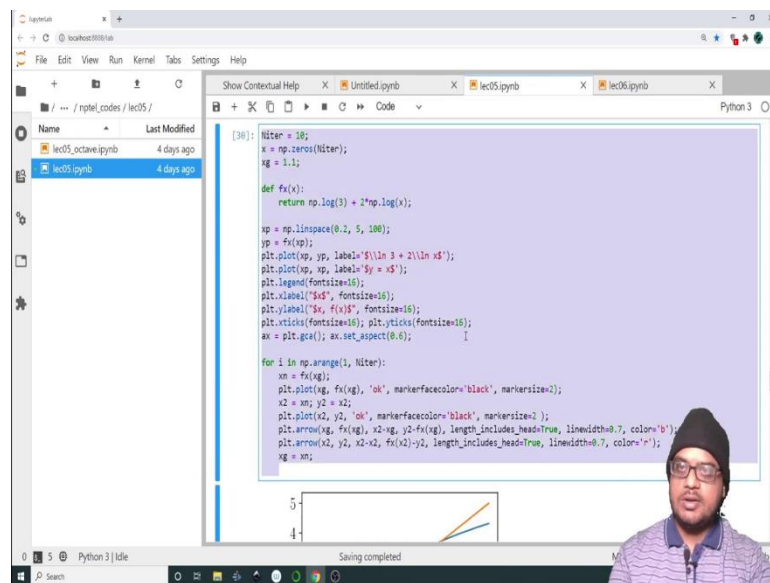 JupyterLab
localhost:8888/lab
File Edit View Run Kernel Tabs Settings Help
Show Contextual Help
Untitled.ipynb
lec05.ipynb
lec06.ipynb
/ ··· / nptel_codes / lec05 /
Code
Python 3
Name
Last Modified
lec05_octave.ipynb 4 days ago
lec05.ipynb 4 days ago
[30]: Niter = 10;
x = np.zeros(Niter);
xg = 1.1;
def fx(x):
return np.log(3) + 2*np.log(x);
xp = np.linspace(0.2, 5, 100);
yp = fx(xp);
plt.plot(xp, yp, label='$\\ln 3 + 2\\ln x$');
plt.plot(xp, xp, label='$y = x$');
plt.legend(fontsize=16);
plt.xlabel("$x$", fontsize=16);
plt.ylabel("$x, f(x)$", fontsize=16);
plt.xticks(fontsize=16); plt.yticks(fontsize=16);
ax = plt.gca(); ax.set_aspect(0.6);
for i in np.arange(1, Niter):
xn = fx(xg);
plt.plot(xg, fx(xg), 'ok', markerfacecolor='black', markersize=2);
x2 = xn; y2 = x2;
plt.plot(x2, y2, 'ok', markerfacecolor='black', markersize=2 );
plt.arrow(xg, fx(xg), x2-xg, y2-fx(xg), length_includes_head=True, linewidth=0.7, color='b');
plt.arrow(x2, y2, x2-x2, fx(x2)-y2, length_includes_head=True, linewidth=0.7, color='r');
xg = xn;
5
4
0 5 Python 3 | Idle
Saving completed
Search